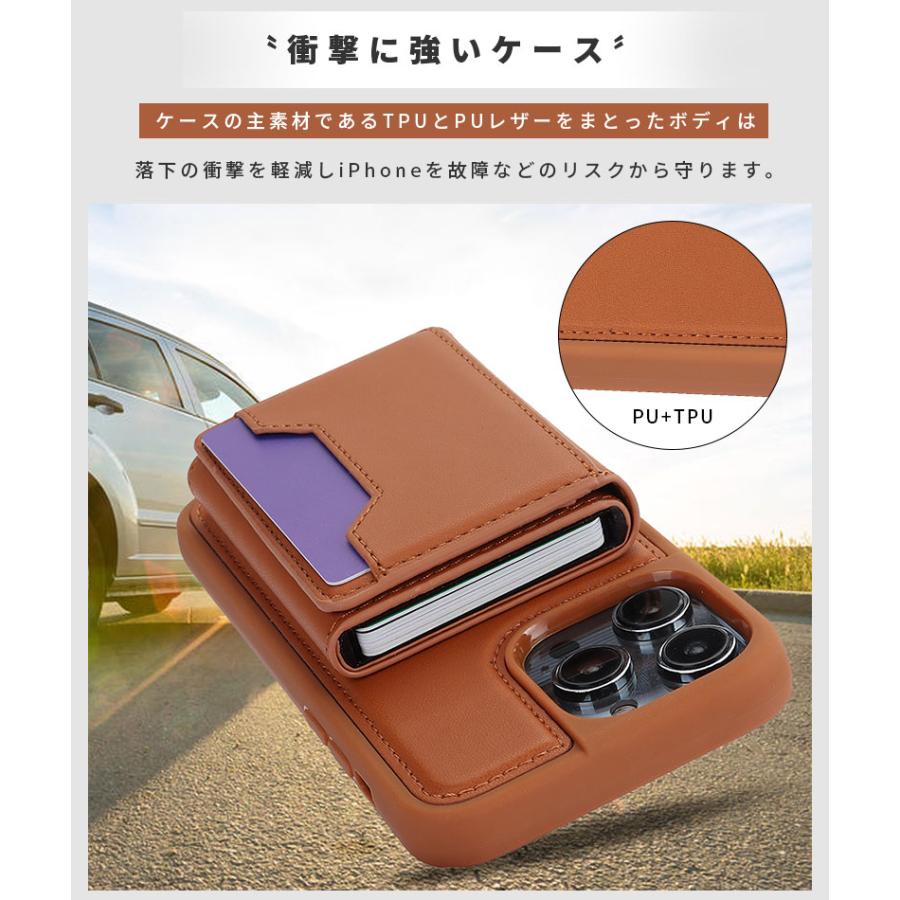 〝衝撃に強いケース〞
ケースの主素材であるTPUとPUレザーをまとったボディは
落下の衝撃を軽減しiPhoneを故障などのリスクから守ります。
PU+TPU